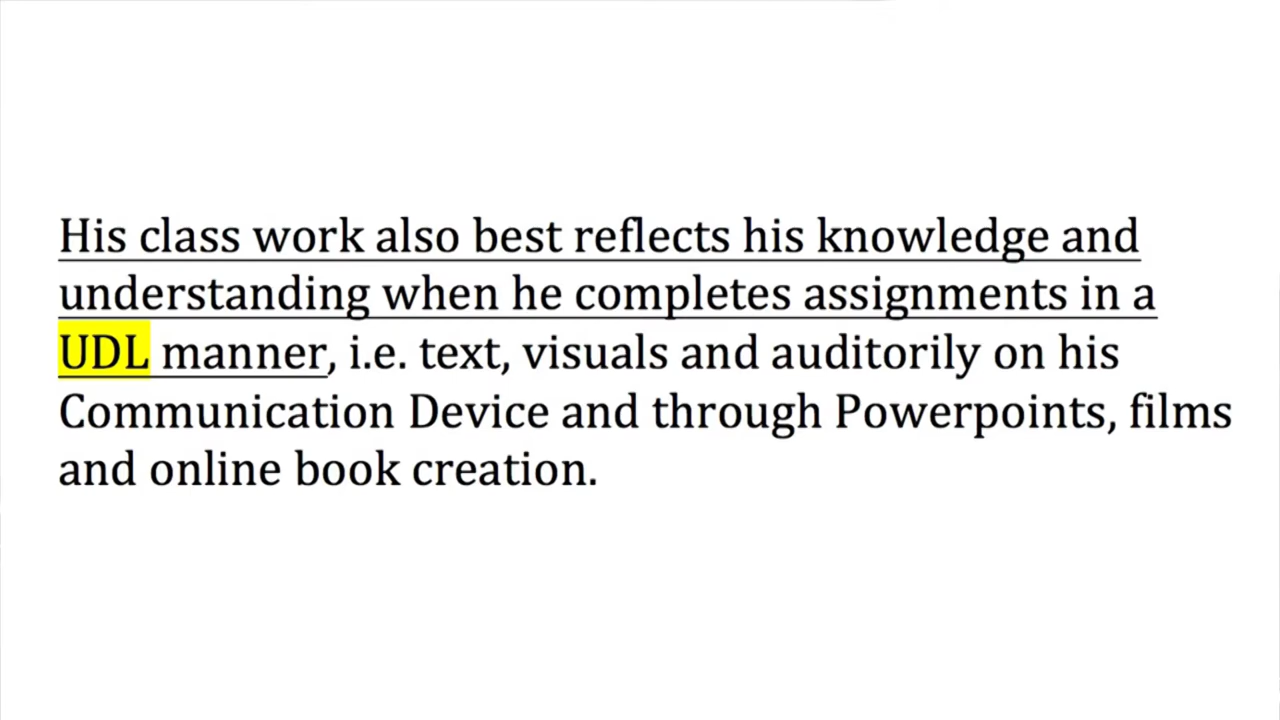 His class work also best reflects his knowledge and
understanding when he completes assignments in a
UDL manner, i.e. text, visuals and auditorily on his
Communication Device and through Powerpoints, films
and online book creation.